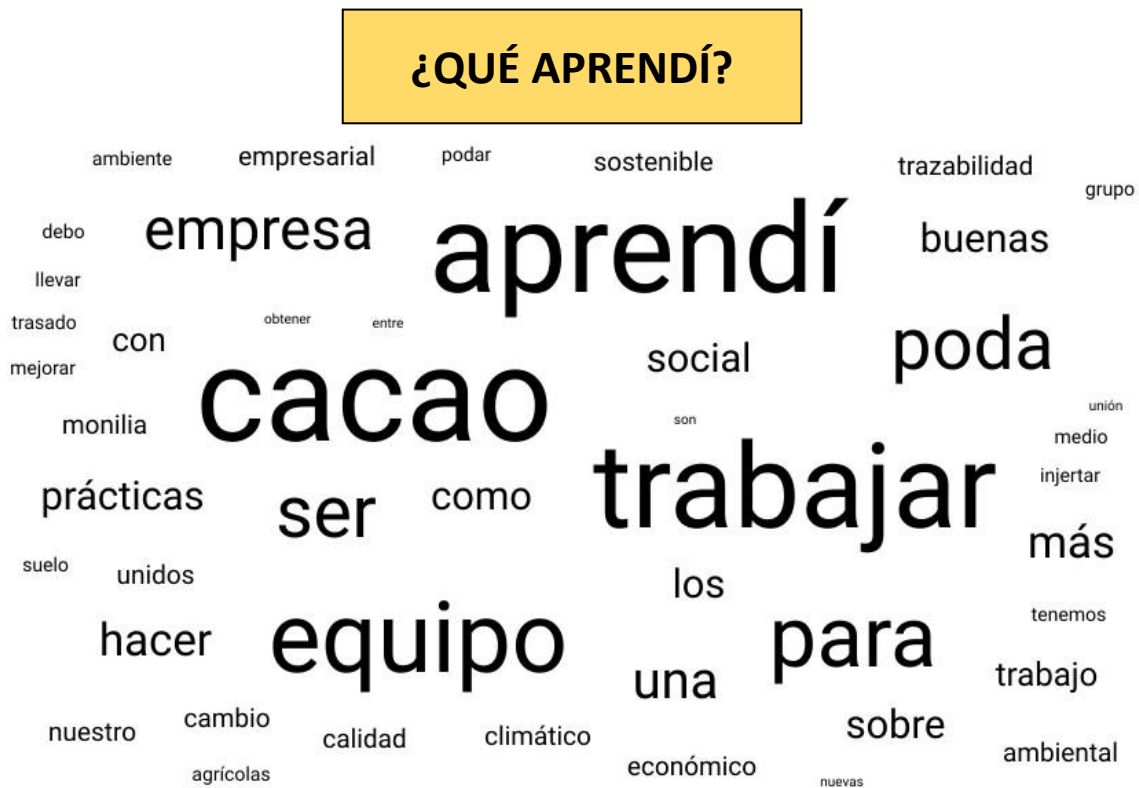 ¿QUÉ APRENDÍ?
ambiente empresarial podar sostenible trazabilidad
grupo
debo empresa aprendí buenas
llevar
trasado con obtener entre social poda
mejorar cacao
monilia son unión
medio
prácticas ser como trabajar injertar
más
suelo unidos los
hacer equipo para tenemos
una trabajo
nuestro cambio calidad climático sobre
económico ambiental
agrícolas nuevas